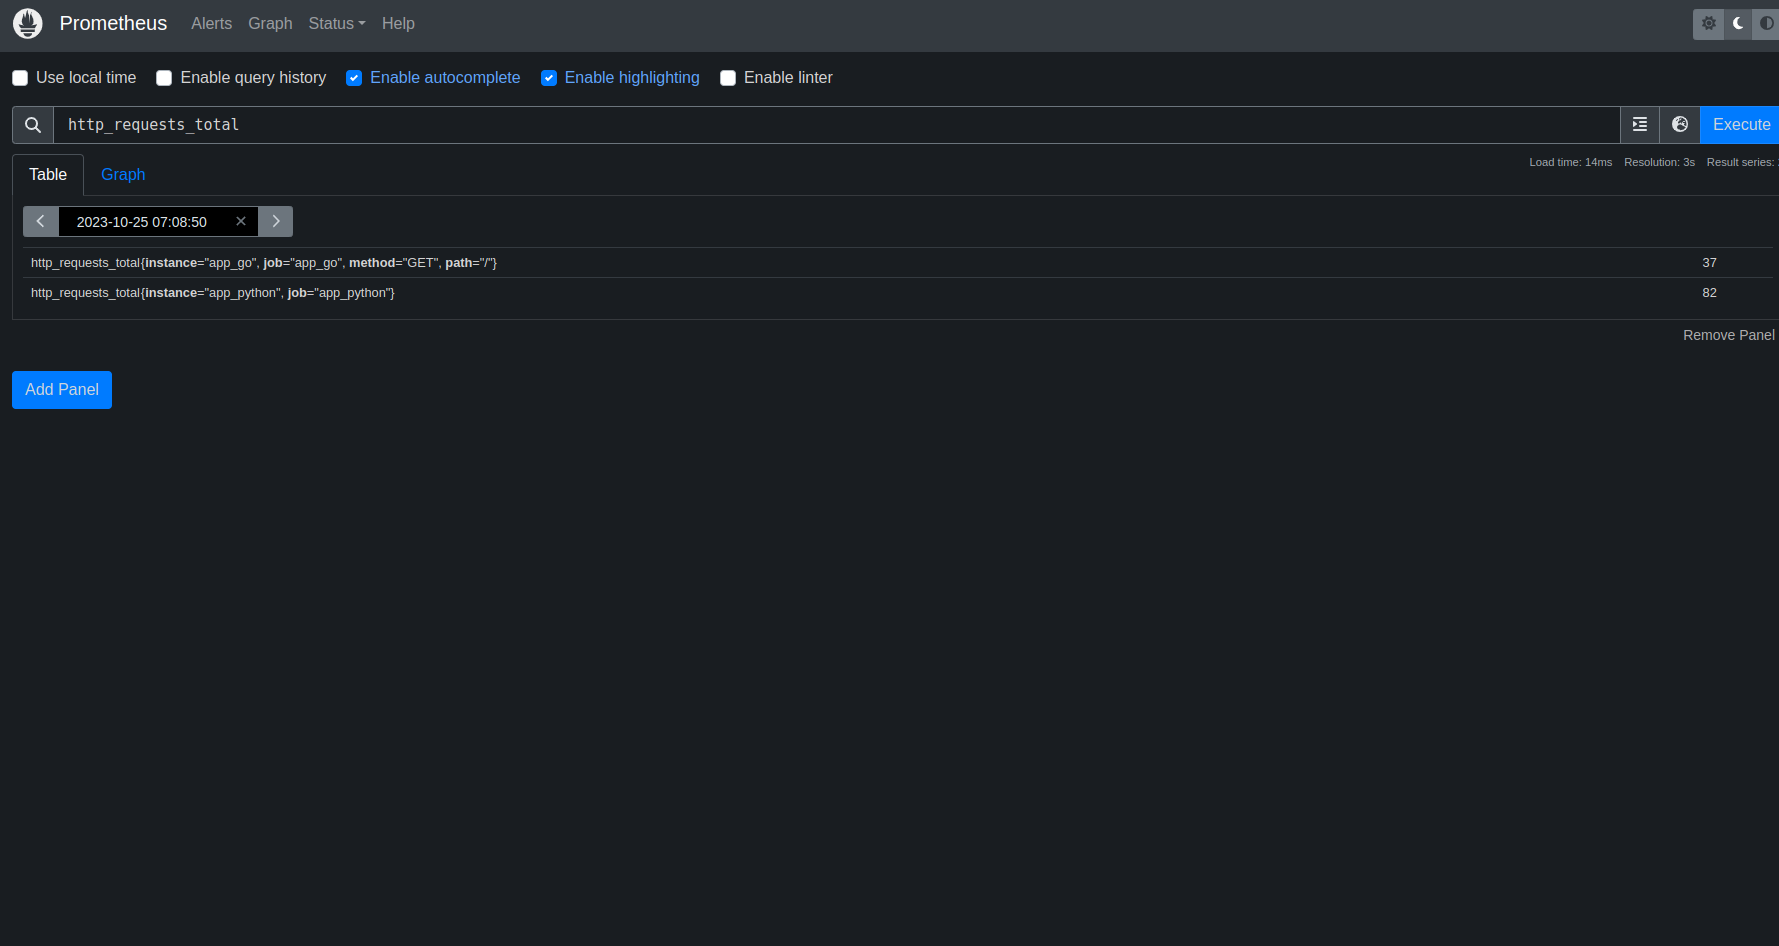 Prometheus Alerts Graph Status Help
Use local time Enable query history Enable autocomplete Enable highlighting Enable linter
http_requests_total Execute
Table Graph Load time: 14ms Resolution: 3s Result series:
2023-10-25 07:08:50
http_requests_total{instance="app_go", job="app_go", method="GET", path="/"} 37
http_requests_total{instance="app_python", job="app_python"} 82
Remove Panel
Add Panel